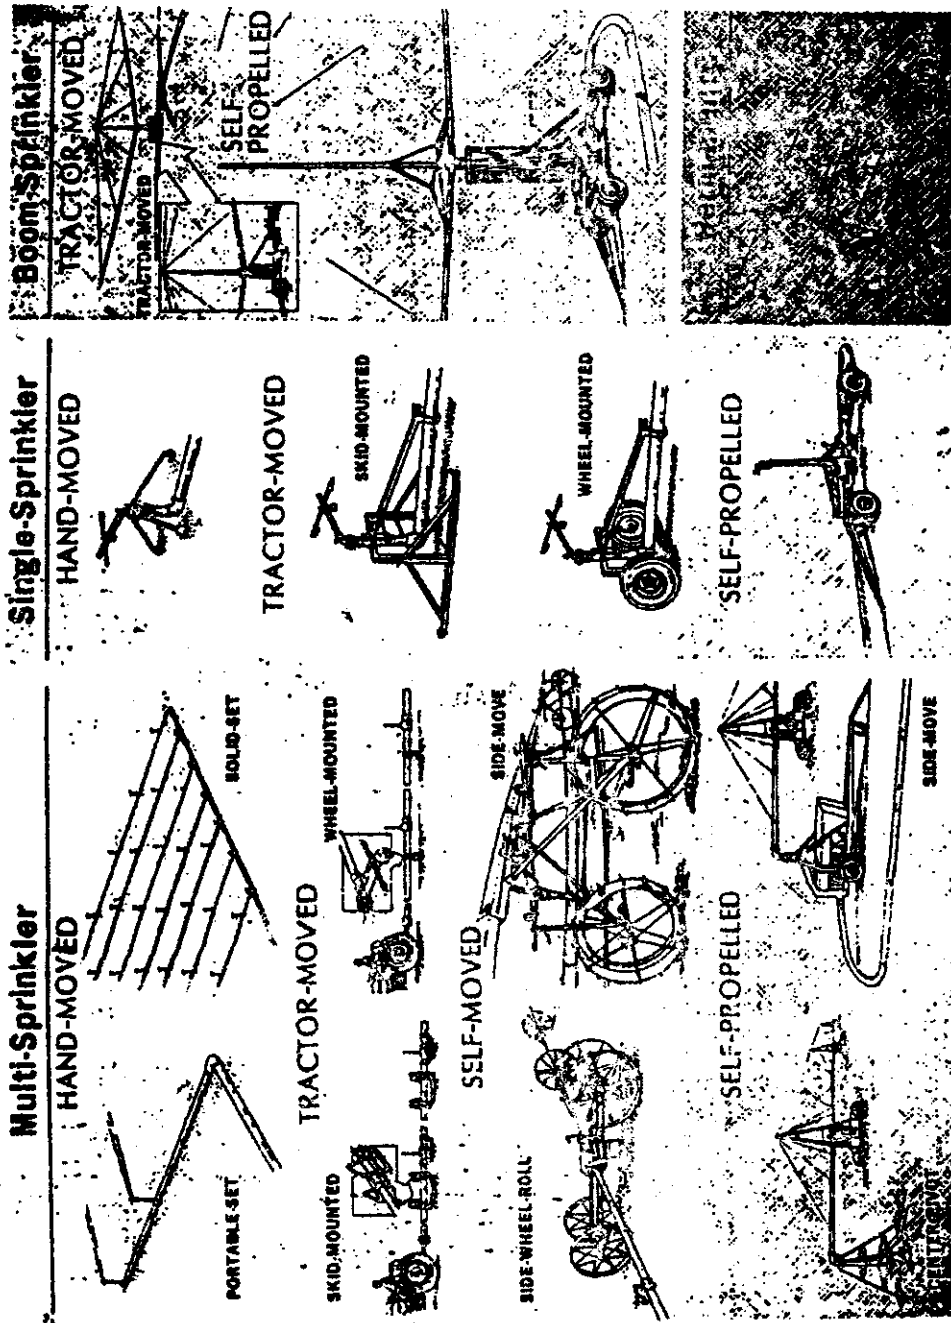 Multi-Sprinkler
HAND-MOVED
PORTABLE-SET
SOLID-SET
TRACTOR-MOVED
SKID-MOUNTED
WHEEL-MOUNTED
SELF-MOVED
SIDE-WHEEL-ROLL
SIDE-MOVE
SELF-PROPELLED
CENTER-PIVOT
SIDE-MOVE
Single-Sprinkler
HAND-MOVED
TRACTOR-MOVED
SKID-MOUNTED
WHEEL-MOUNTED
SELF-PROPELLED
Boom-Sprinkler
TRACTOR-MOVED
TRACTOR-MOVED
SELF-
PROPELLED